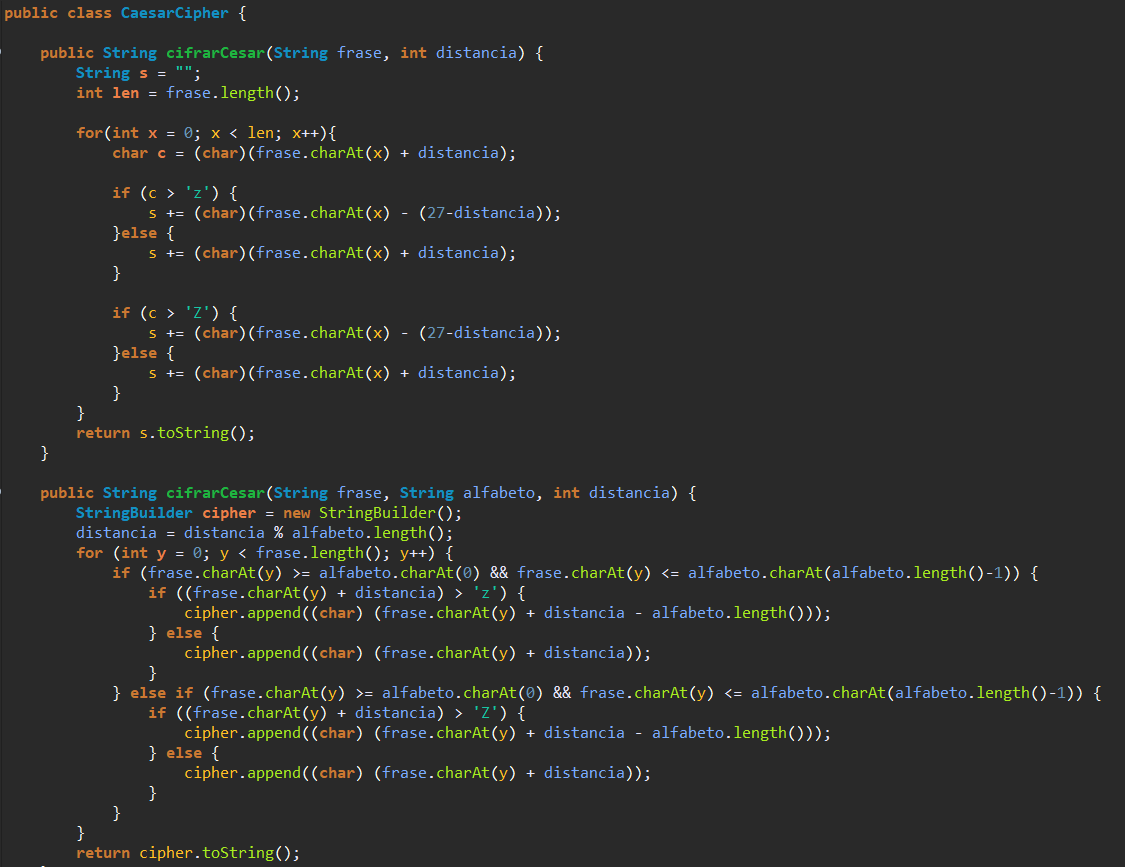 public class CaesarCipher {
    public String cifrarCesar(String frase, int distancia) {
        String s = "";
        int len = frase.length();
        for(int x = 0; x < len; x++){
            char c = (char)(frase.charAt(x) + distancia);
            if (c > 'z') {
                s += (char)(frase.charAt(x) - (27-distancia));
            }else {
                s += (char)(frase.charAt(x) + distancia);
            }
            if (c > 'Z') {
                s += (char)(frase.charAt(x) - (27-distancia));
            }else {
                s += (char)(frase.charAt(x) + distancia);
            }
        }
        return s.toString();
    }
    public String cifrarCesar(String frase, String alfabeto, int distancia) {
        StringBuilder cipher = new StringBuilder();
        distancia = distancia % alfabeto.length();
        for (int y = 0; y < frase.length(); y++) {
            if (frase.charAt(y) >= alfabeto.charAt(0) && frase.charAt(y) <= alfabeto.charAt(alfabeto.length()-1)) {
                if ((frase.charAt(y) + distancia) > 'z') {
                    cipher.append((char) (frase.charAt(y) + distancia - alfabeto.length()));
                } else {
                    cipher.append((char) (frase.charAt(y) + distancia));
                }
            } else if (frase.charAt(y) >= alfabeto.charAt(0) && frase.charAt(y) <= alfabeto.charAt(alfabeto.length()-1)) {
                if ((frase.charAt(y) + distancia) > 'Z') {
                    cipher.append((char) (frase.charAt(y) + distancia - alfabeto.length()));
                } else {
                    cipher.append((char) (frase.charAt(y) + distancia));
                }
            }
        }
        return cipher.toString();